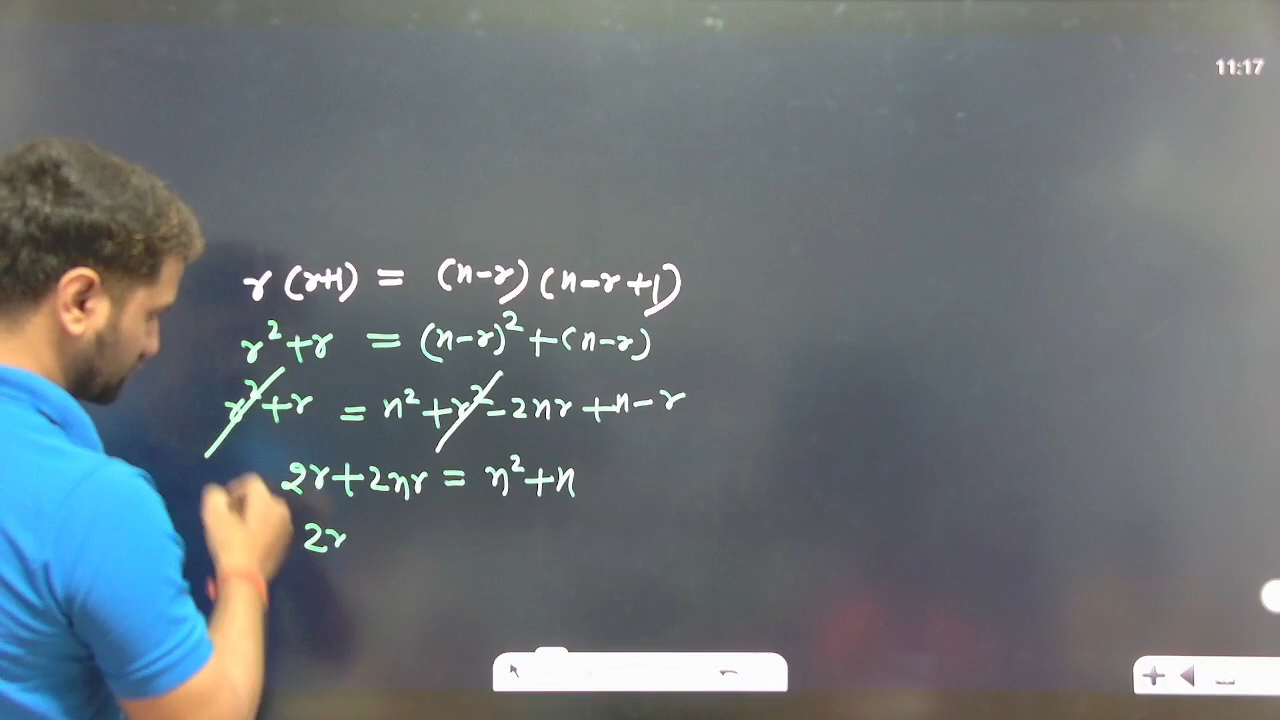 11:17
r (r+1) = (n-r) (n-r+1)
r²+r = (n-r)²+(n-r)
r²+r = n²+r²-2nr+n-r
2r+2nr = n²+n
2r